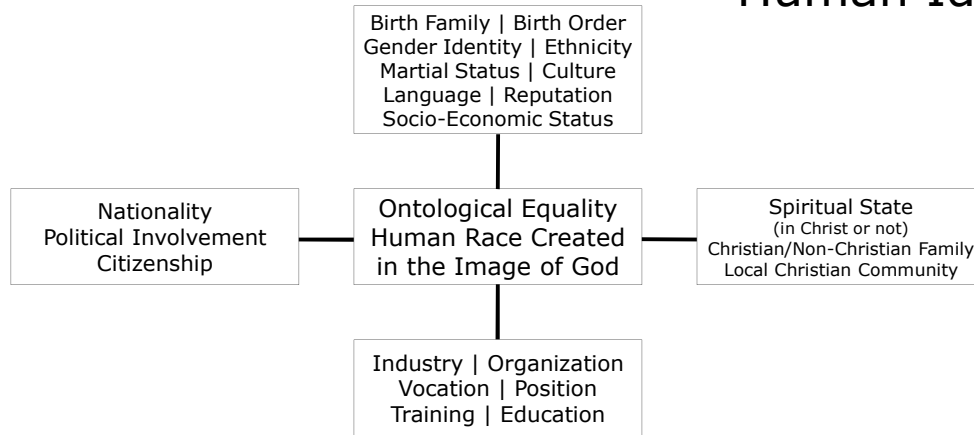 Human
Birth Family | Birth Order
Gender Identity | Ethnicity
Martial Status | Culture
Language | Reputation
Socio-Economic Status
Nationality
Political Involvement
Citizenship
Ontological Equality
Human Race Created
in the Image of God
Spiritual State
(in Christ or not)
Christian/Non-Christian Family
Local Christian Community
Industry | Organization
Vocation | Position
Training | Education